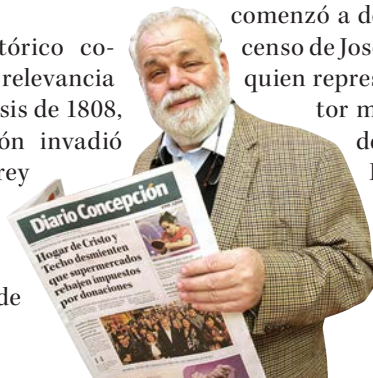 comenzó a de
tórico co-
censo de Jos
relevancia
quien repres
sis de 1808,
tor m
ón invadió
de
rey
de
Diario Concepción
Hogar de Cristo y
Techo desmienten
que supermercados
rebajen impuestos
por donaciones